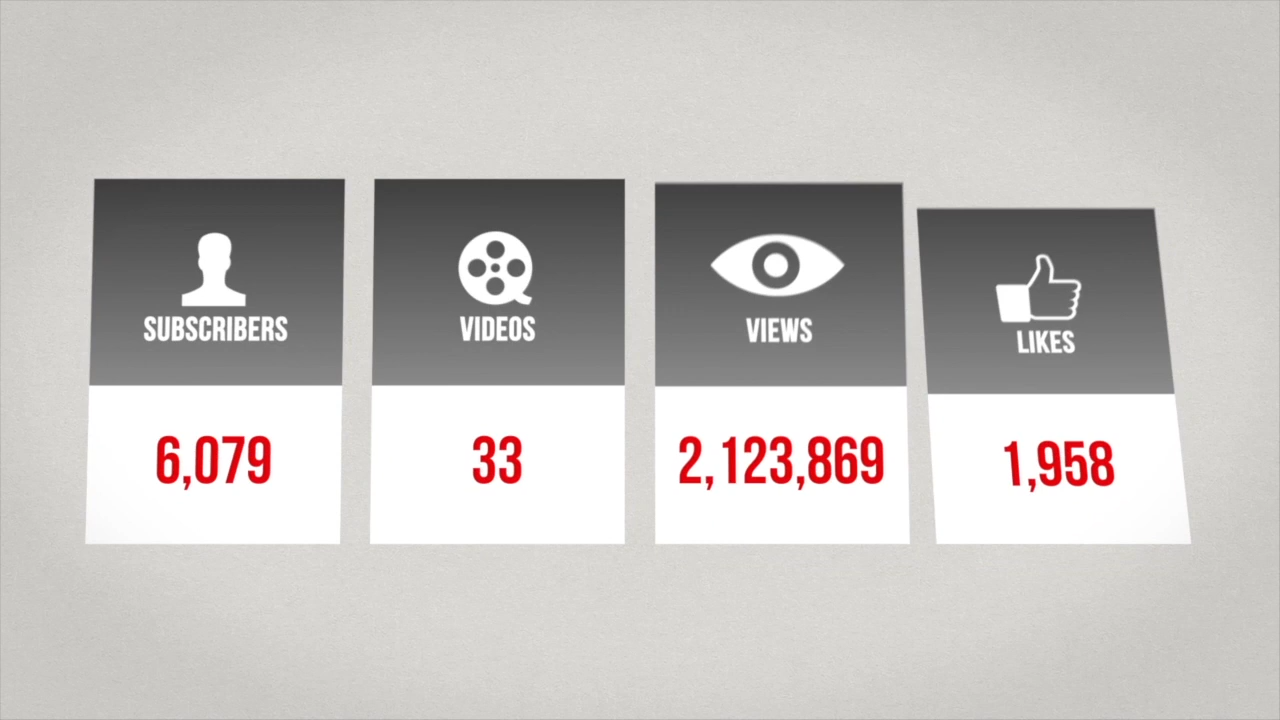 SUBSCRIBERS
6,079
VIDEOS
33
VIEWS
2,123,869
LIKES
1,958